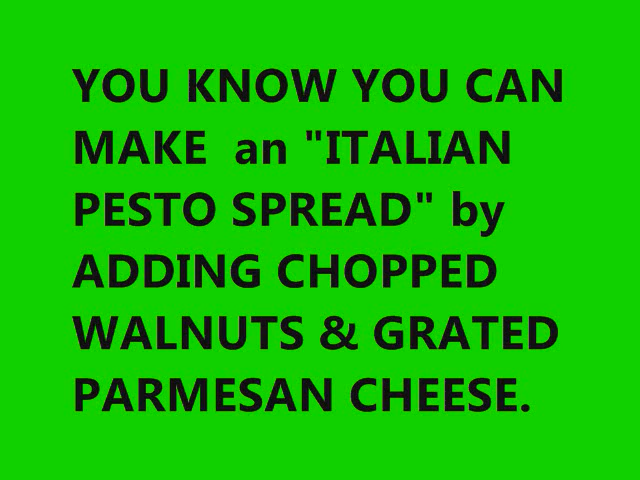 YOU KNOW YOU CAN
MAKE  an "ITALIAN
PESTO SPREAD" by
ADDING CHOPPED
WALNUTS & GRATED
PARMESAN CHEESE.